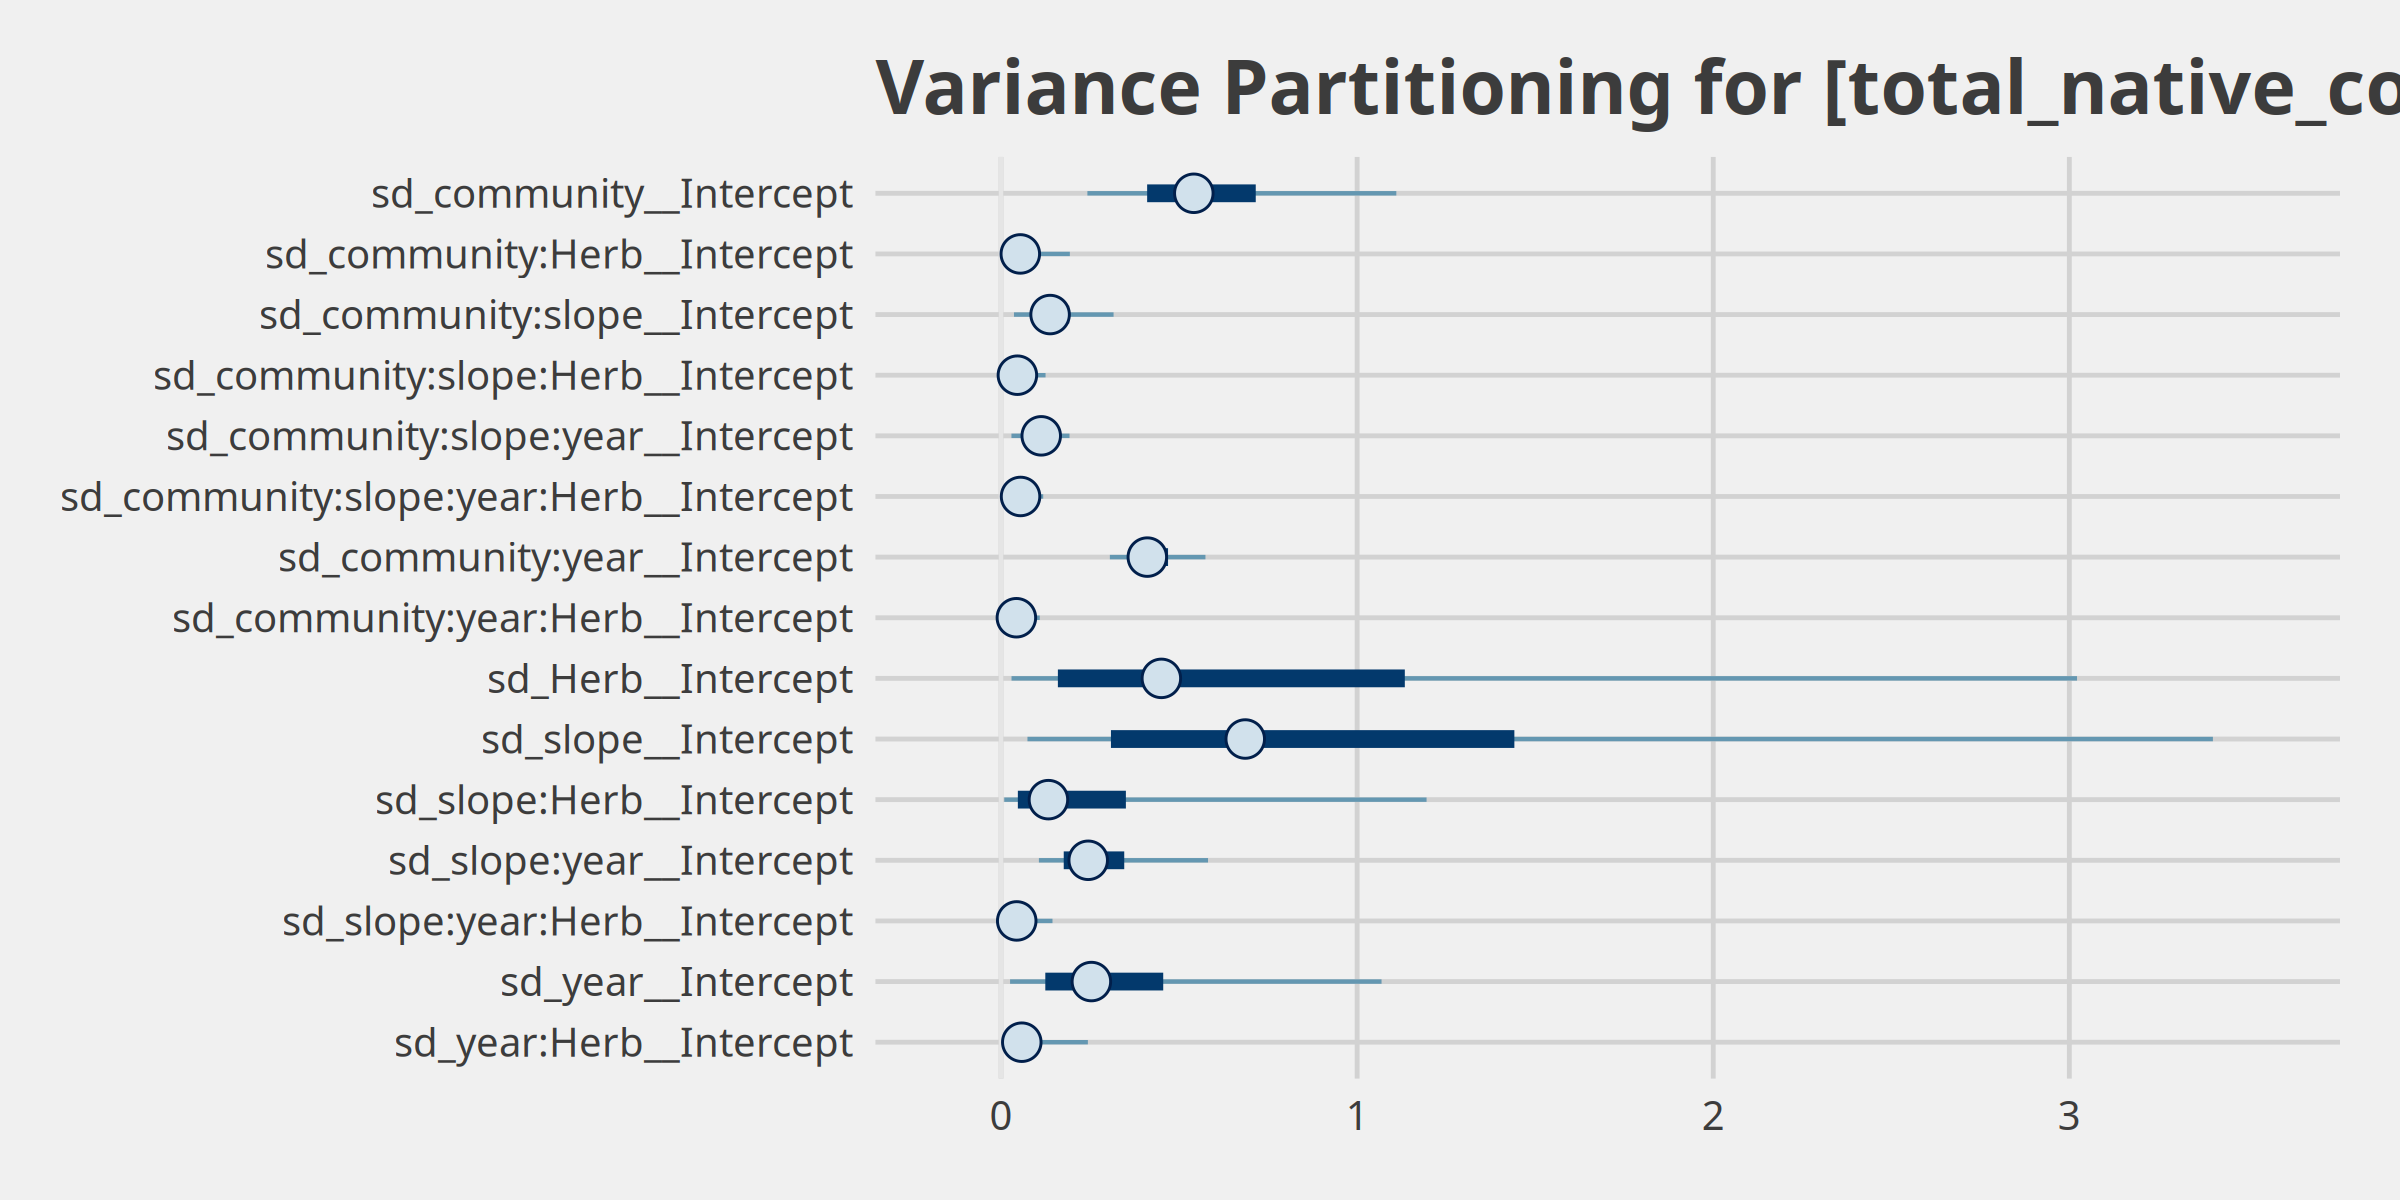 Variance Partitioning for [total_native_co
sd_community__Intercept
sd_community:Herb__Intercept
sd_community:slope__Intercept
sd_community:slope:Herb__Intercept
sd_community:slope:year__Intercept
sd_community:slope:year:Herb__Intercept
sd_community:year__Intercept
sd_community:year:Herb__Intercept
sd_Herb__Intercept
sd_slope__Intercept
sd_slope:Herb__Intercept
sd_slope:year__Intercept
sd_slope:year:Herb__Intercept
sd_year__Intercept
sd_year:Herb__Intercept
0 1 2 3